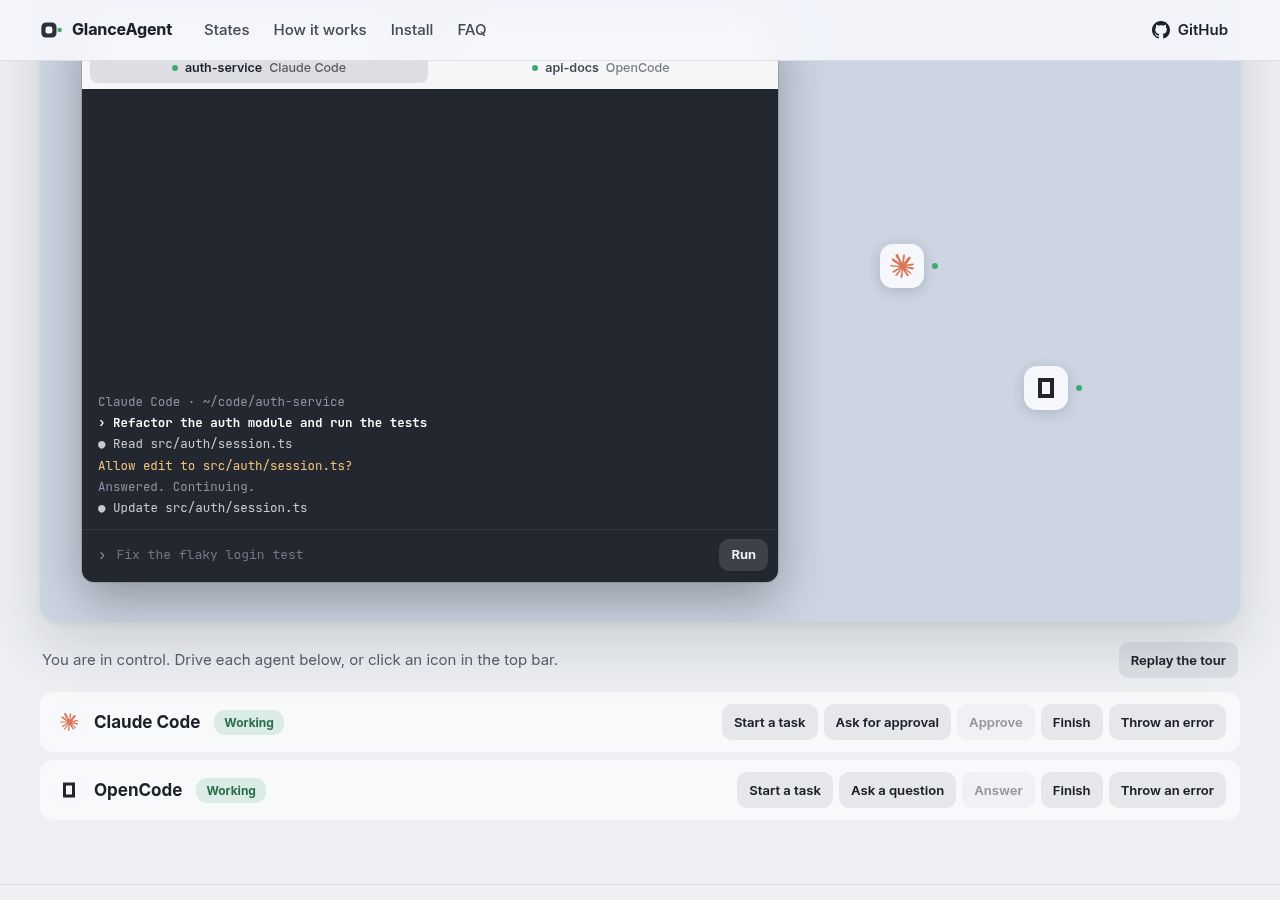 GlanceAgent States How it works Install FAQ GitHub
auth-service Claude Code api-docs OpenCode
Claude Code · ~/code/auth-service
› Refactor the auth module and run the tests
● Read src/auth/session.ts
Allow edit to src/auth/session.ts?
Answered. Continuing.
● Update src/auth/session.ts
› Fix the flaky login test Run
You are in control. Drive each agent below, or click an icon in the top bar. Replay the tour
Claude Code Working Start a task Ask for approval Approve Finish Throw an error
OpenCode Working Start a task Ask a question Answer Finish Throw an error